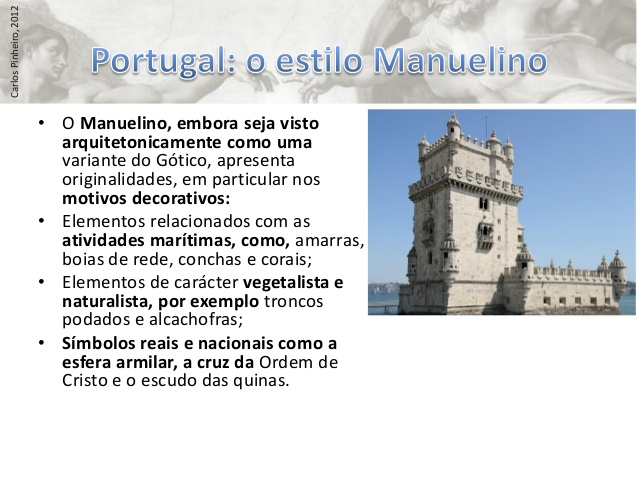 Carlos Pinheiro, 2012
Portugal: o estilo Manuelino
• O Manuelino, embora seja visto
arquitetonicamente como uma
variante do Gótico, apresenta
originalidades, em particular nos
motivos decorativos:
• Elementos relacionados com as
atividades marítimas, como, amarras,
boias de rede, conchas e corais;
• Elementos de carácter vegetalista e
naturalista, por exemplo troncos
podados e alcachofras;
• Símbolos reais e nacionais como a
esfera armilar, a cruz da Ordem de
Cristo e o escudo das quinas.